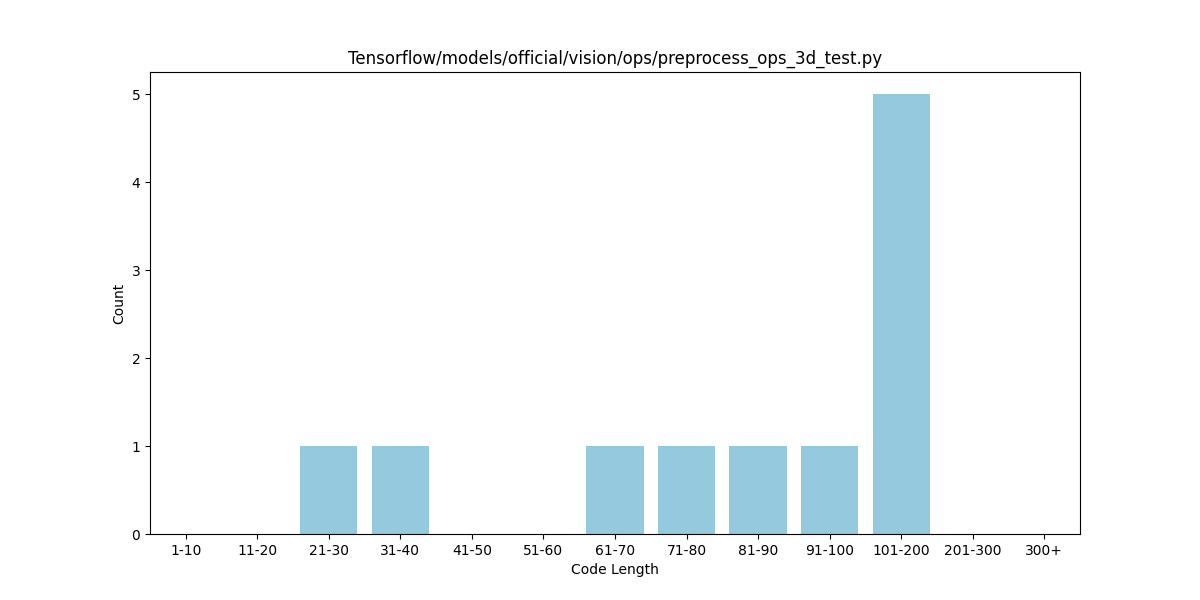 Tensorflow/models/official/vision/ops/preprocess_ops_3d_test.py
5
4
3
2
1
0
Count
1-10 11-20 21-30 31-40 41-50 51-60 61-70 71-80 81-90 91-100 101-200 201-300 300+
Code Length